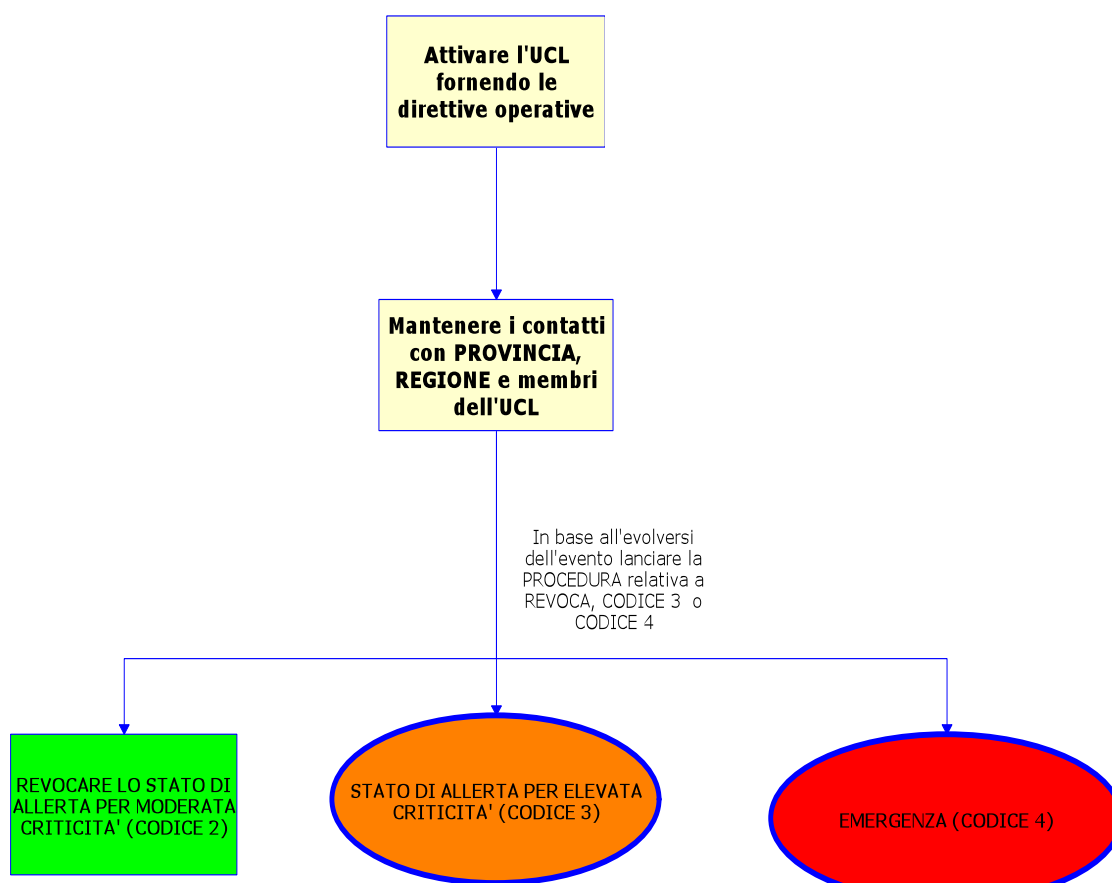 Attivare l'UCL
fornendo le
direttive operative
Mantenere i contatti
con PROVINCIA,
REGIONE e membri
dell'UCL
In base all'evolversi
dell'evento lanciare la
PROCEDURA relativa a
REVOCA, CODICE 3 o
CODICE 4
REVOCARE LO STATO DI
ALLERTA PER MODERATA
CRITICITA' (CODICE 2)
STATO DI ALLERTA PER ELEVATA
CRITICITA' (CODICE 3)
EMERGENZA (CODICE 4)